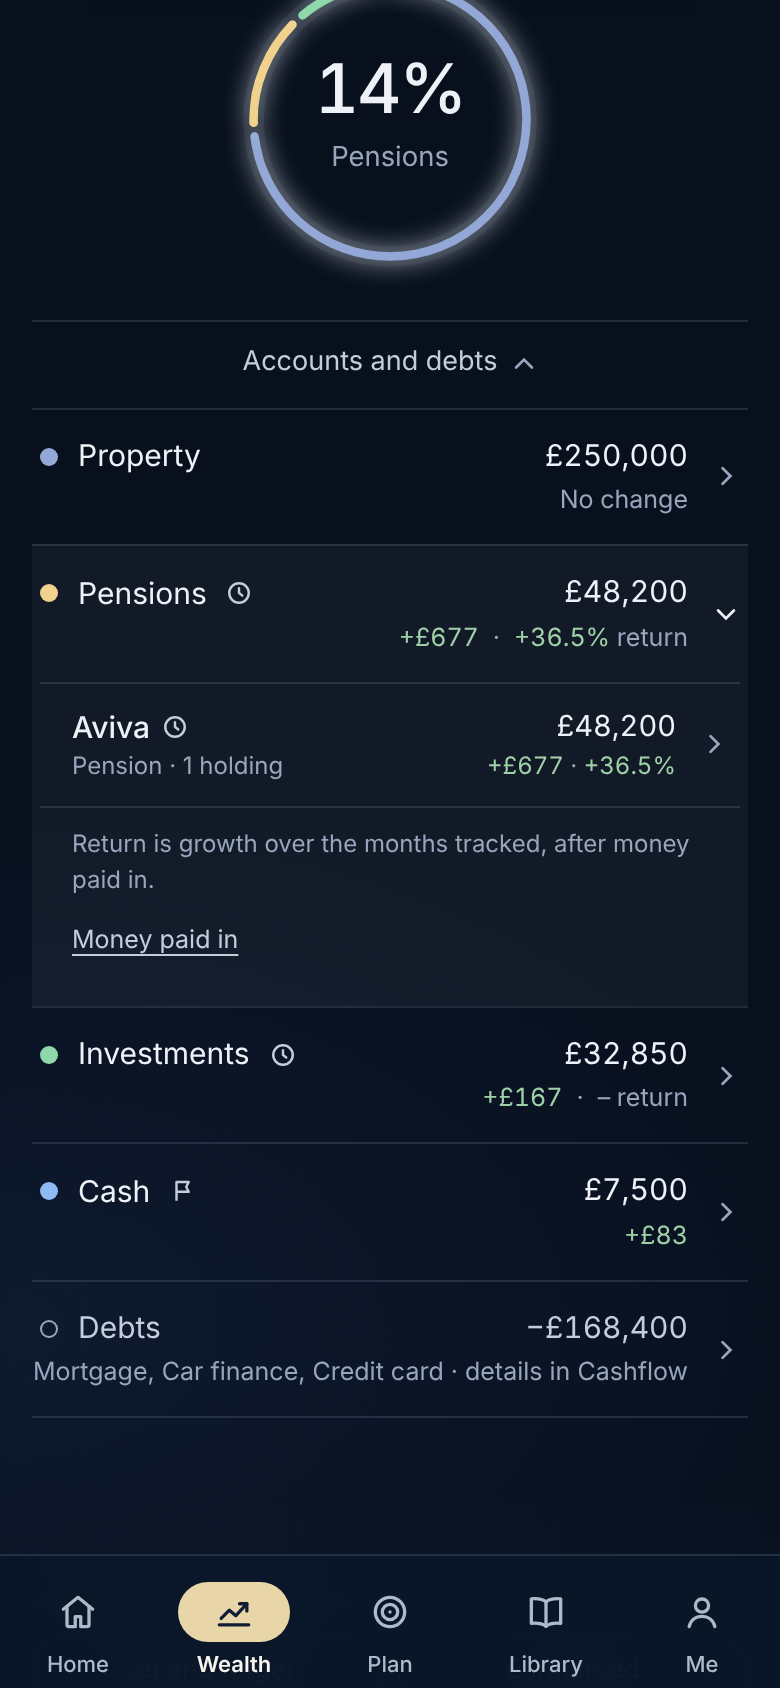 14%
Pensions
Accounts and debts
Property
£250,000
No change
Pensions
£48,200
+£677 · +36.5% return
Aviva
£48,200
Pension · 1 holding
+£677 · +36.5%
Return is growth over the months tracked, after money
paid in.
Money paid in
Investments
£32,850
+£167 · – return
Cash
£7,500
+£83
Debts
−£168,400
Mortgage, Car finance, Credit card · details in Cashflow
Home
Wealth
Plan
Library
Me